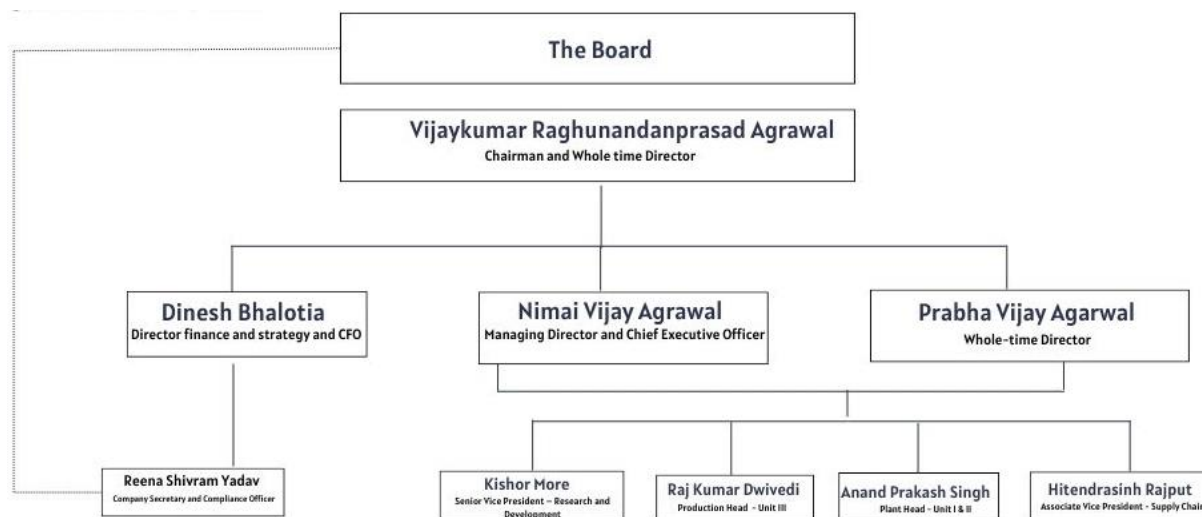 The Board
Vijaykumar Raghunandanprasad Agrawal
Chairman and Whole time Director
Dinesh Bhalotia
Director finance and strategy and CFO
Nimai Vijay Agrawal
Managing Director and Chief Executive Officer
Prabha Vijay Agarwal
Whole-time Director
Reena Shivram Yadav
Company Secretary and Compliance Officer
Kishor More
Senior Vice President – Research and
Development
Raj Kumar Dwivedi
Production Head - Unit III
Anand Prakash Singh
Plant Head - Unit I & II
Hitendrasinh Rajput
Associate Vice President - Supply Chain